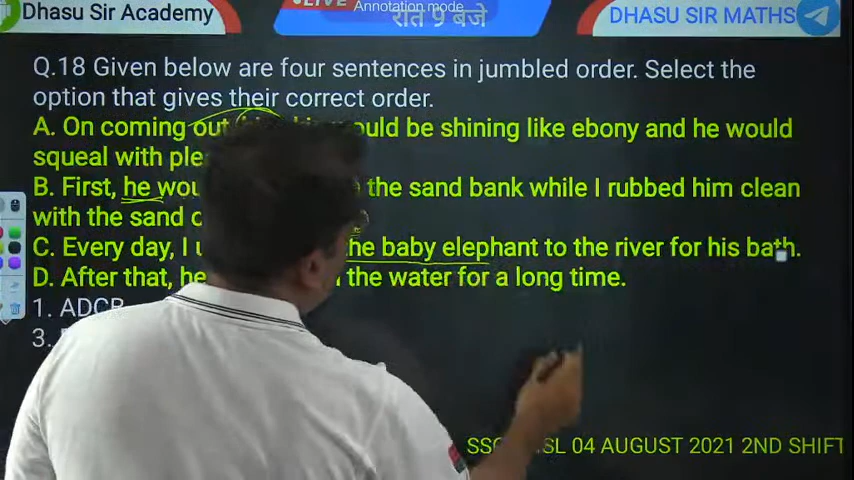 Dhasu Sir Academy
LIVE Annotation mode
रात 9 बजे
DHASU SIR MATHS
Q.18 Given below are four sentences in jumbled order. Select the
option that gives their correct order.
A. On coming out would be shining like ebony and he would
squeal with
B. First, he the sand bank while I rubbed him clean
with the sand
C. Every day, I the baby elephant to the river for his bath.
D. After that, he the water for a long time.
1. ADCB
3.
04 AUGUST 2021 2ND SHIFT